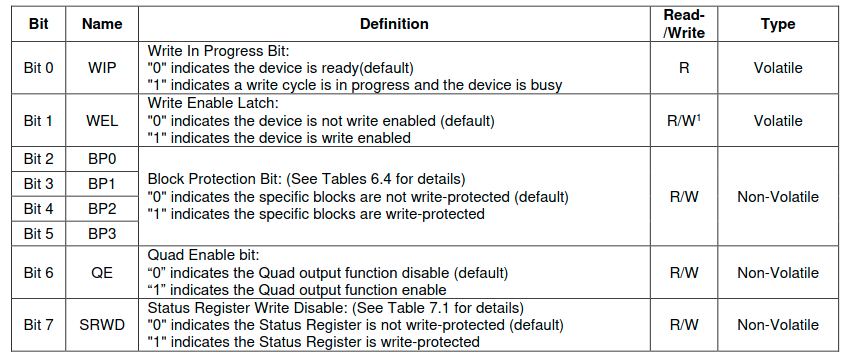 Bit Name Definition Read-/Write Type
Bit 0 WIP Write In Progress Bit: R Volatile
"0" indicates the device is ready(default)
"1" indicates a write cycle is in progress and the device is busy
Bit 1 WEL Write Enable Latch: R/W1 Volatile
"0" indicates the device is not write enabled (default)
"1" indicates the device is write enabled
Bit 2 BP0
Bit 3 BP1
Bit 4 BP2
Bit 5 BP3
Block Protection Bit: (See Tables 6.4 for details)
"0" indicates the specific blocks are not write-protected (default)
"1" indicates the specific blocks are write-protected
R/W Non-Volatile
Bit 6 QE Quad Enable bit: R/W Non-Volatile
“0” indicates the Quad output function disable (default)
“1” indicates the Quad output function enable
Bit 7 SRWD Status Register Write Disable: (See Table 7.1 for details) R/W Non-Volatile
"0" indicates the Status Register is not write-protected (default)
"1" indicates the Status Register is write-protected